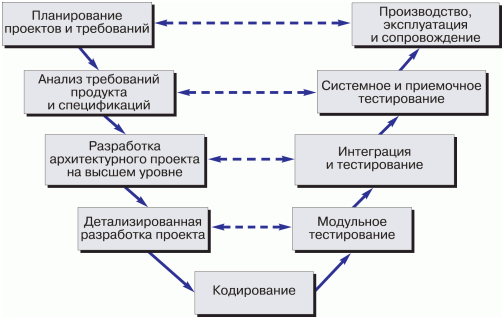 Планирование
проектов и требований
Производство,
эксплуатация
и сопровождение
Анализ требований
продукта
и спецификаций
Системное и приемочное
тестирование
Разработка
архитектурного проекта
на высшем уровне
Интеграция
и тестирование
Детализированная
разработка проекта
Модульное
тестирование
Кодирование